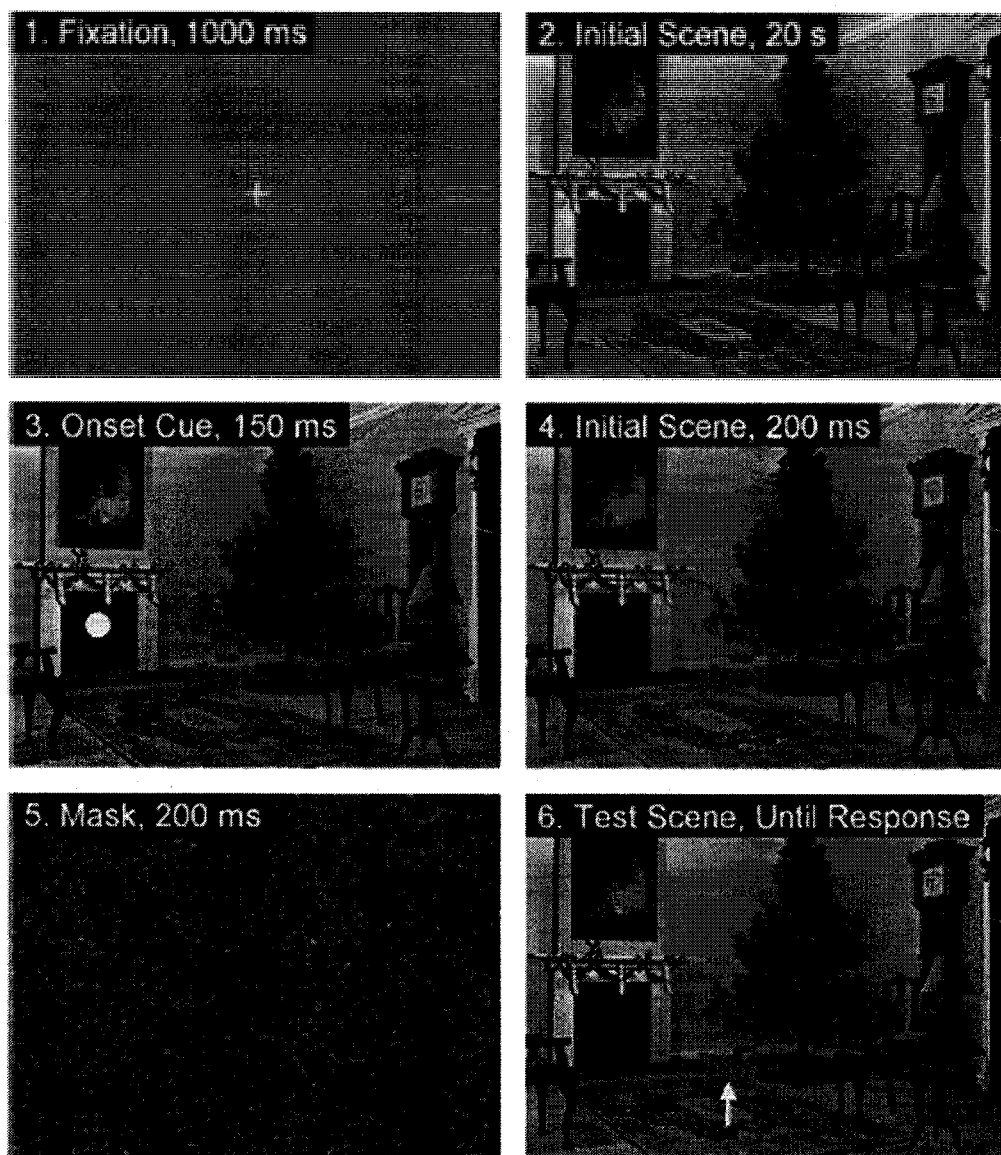 1. Fixation, 1000 ms
2. Initial Scene, 20 s
3. Onset Cue, 150 ms
4. Initial Scene, 200 ms
5. Mask, 200 ms
6. Test Scene, Until Response